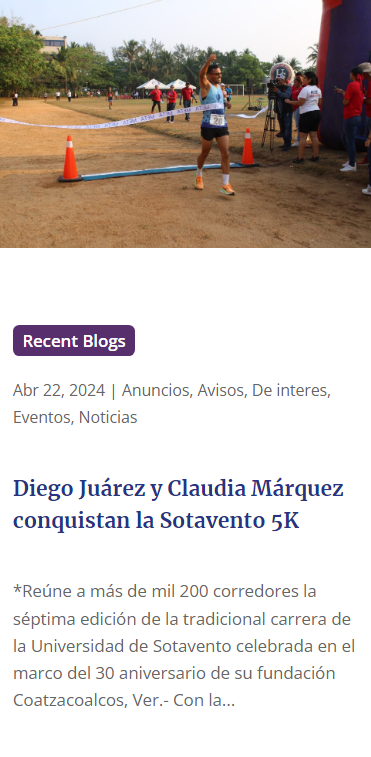 Recent Blogs
Abr 22, 2024 | Anuncios, Avisos, De interes,
Eventos, Noticias
Diego Juárez y Claudia Márquez
conquistan la Sotavento 5K
*Reúne a más de mil 200 corredores la
séptima edición de la tradicional carrera de
la Universidad de Sotavento celebrada en el
marco del 30 aniversario de su fundación
Coatzacoalcos, Ver.- Con la...